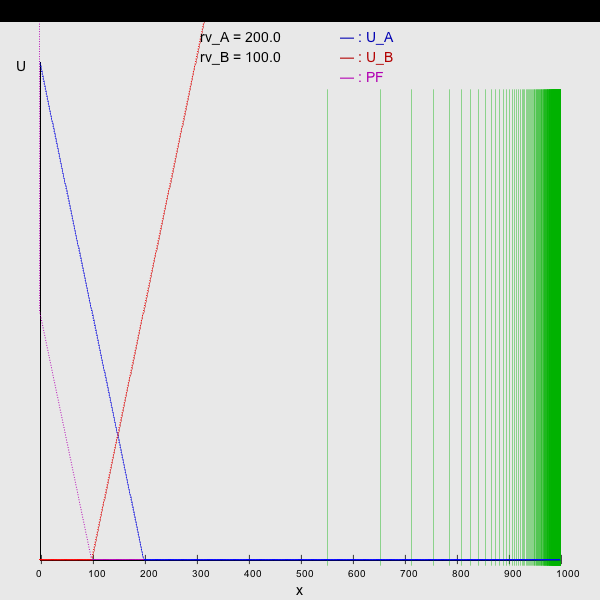 rv_A = 200.0 — : U_A
U rv_B = 100.0 — : U_B
— : PF
0 100 200 300 400 500 600 700 800 900 1000
x